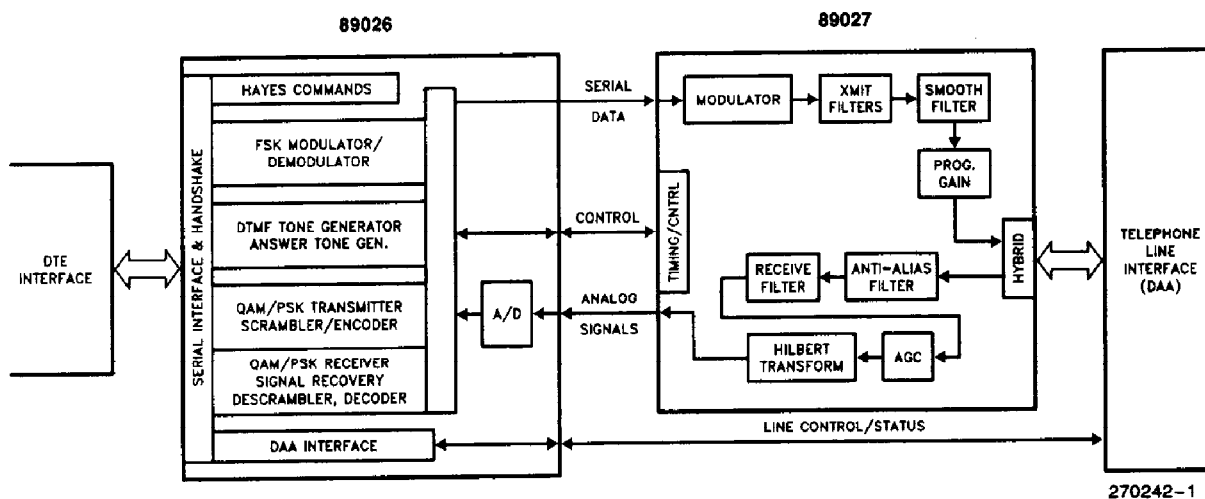 89026
89027
HAYES COMMANDS
FSK MODULATOR/
DEMODULATOR
DTMF TONE GENERATOR
ANSWER TONE GEN.
QAM/PSK TRANSMITTER
SCRAMBLER/ENCODER
QAM/PSK RECEIVER
SIGNAL RECOVERY
DESCRAMBLER, DECODER
DAA INTERFACE
SERIAL INTERFACE & HANDSHAKE
DTE
INTERFACE
A/D
SERIAL
DATA
CONTROL
ANALOG
SIGNALS
LINE CONTROL/STATUS
TIMING/CNTRL
MODULATOR
XMIT
FILTERS
SMOOTH
FILTER
PROG.
GAIN
HYBRID
ANTI-ALIAS
FILTER
RECEIVE
FILTER
AGC
HILBERT
TRANSFORM
TELEPHONE
LINE
INTERFACE
(DAA)
270242-1